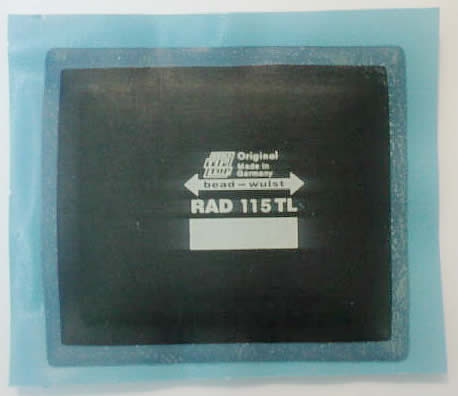 Original
Made in
Germany
bead – wulst
RAD 115 TL